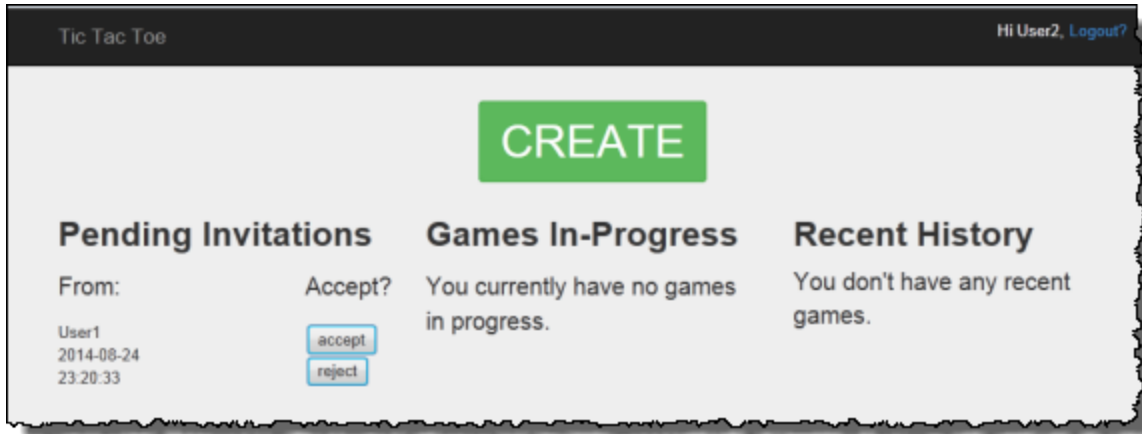 Tic Tac Toe
Hi User2, Logout?
CREATE
Pending Invitations
From:
Accept?
User1
2014-08-24
23:20:33
accept
reject
Games In-Progress
You currently have no games
in progress.
Recent History
You don't have any recent
games.